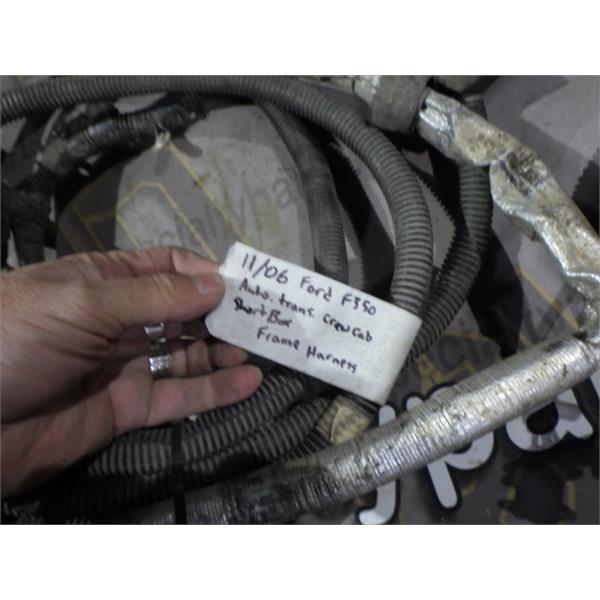 11/06 Ford F350
Auto. trans. Crew Cab
Short Box
Frame Harness